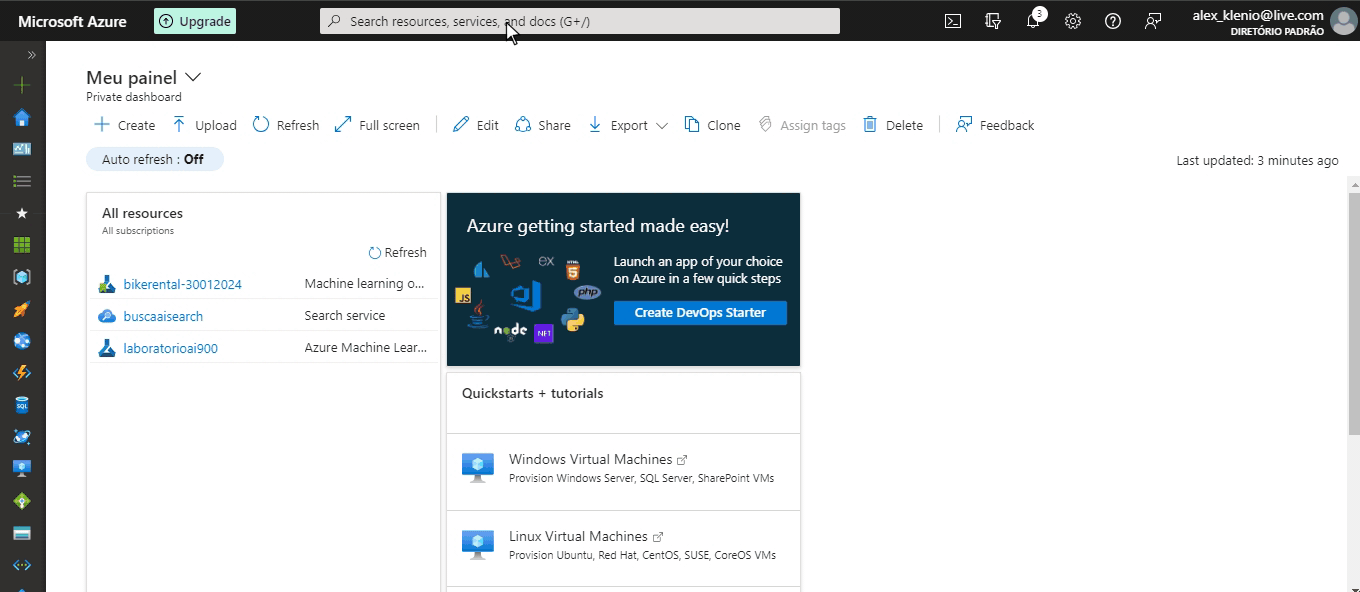 Microsoft Azure
Upgrade
Search resources, services, and docs (G+/)
3
alex_klenio@live.com
DIRETÓRIO PADRÃO
Meu painel
Private dashboard
Create
Upload
Refresh
Full screen
Edit
Share
Export
Clone
Assign tags
Delete
Feedback
Auto refresh : Off
Last updated: 3 minutes ago
All resources
All subscriptions
Refresh
bikerental-30012024 Machine learning o...
buscaaisearch Search service
laboratorioai900 Azure Machine Lear...
Azure getting started made easy!
Launch an app of your choice
on Azure in a few quick steps
Create DevOps Starter
EX
HTML
5
JS
php
node
NFT
Quickstarts + tutorials
Windows Virtual Machines
Provision Windows Server, SQL Server, SharePoint VMs
Linux Virtual Machines
Provision Ubuntu, Red Hat, CentOS, SUSE, CoreOS VMs
SQL